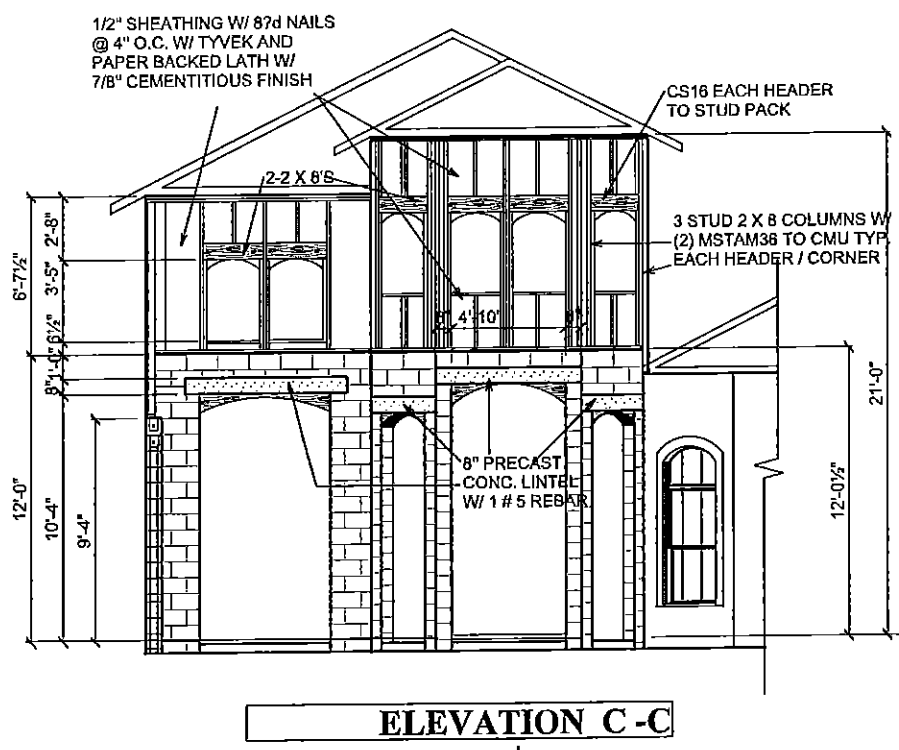 1/2" SHEATHING W/ 8?d NAILS
@ 4" O.C. W/ TYVEK AND
PAPER BACKED LATH W/
7/8" CEMENTITIOUS FINISH
CS16 EACH HEADER
TO STUD PACK
2-2 X 8'S
3 STUD 2 X 8 COLUMNS W/
(2) MSTAM36 TO CMU TYP.
EACH HEADER / CORNER
6'-7½"
2'-8"
3'-5"
6½"
1'-0"
8"
4'-10"
12'-0"
10'-4"
9'-4"
8" PRECAST
CONC. LINTEL
W/ 1 # 5 REBAR
12'-0½"
21'-0"
ELEVATION C -C